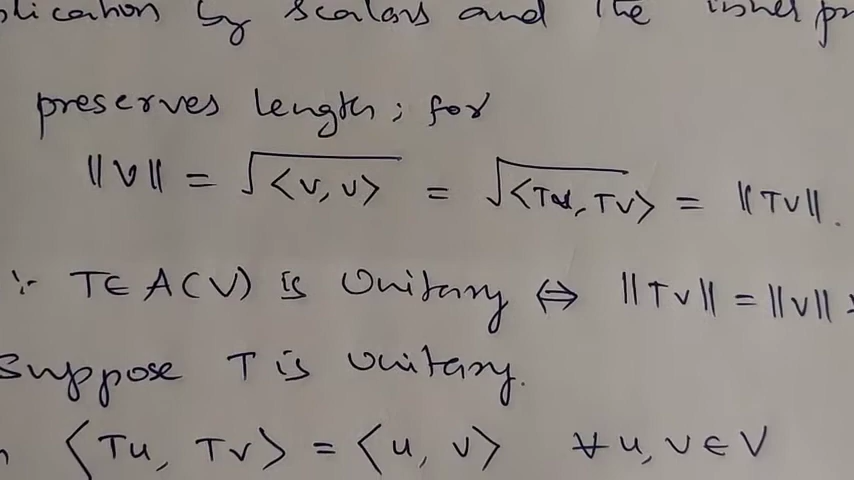 by scalars and the inner
preserves length; for
||V|| = √<V, V> = √<Tv, TV> = ||TV||.
:- T∈ A(V) is Unitary ⇔ ||TV|| = ||V||
Suppose T is Unitary.
<Tu, Tv> = <u, v> ∀ u, v ∈ V